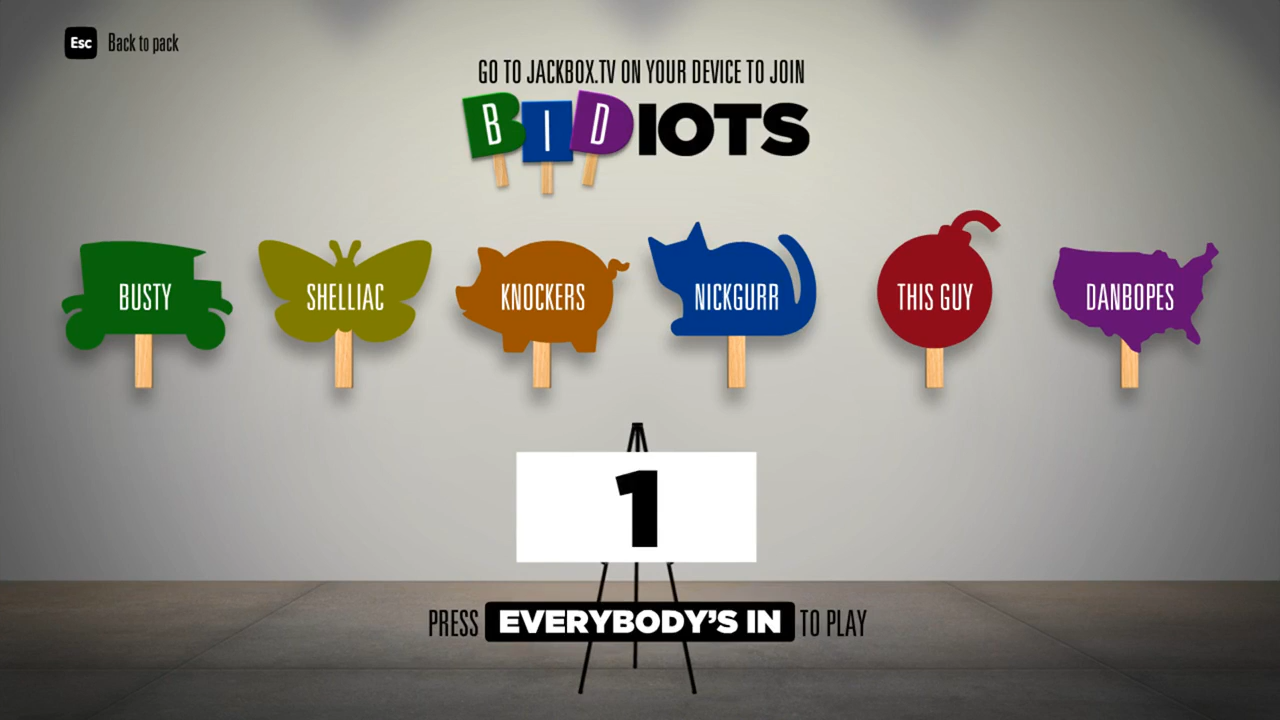 Esc Back to pack
GO TO JACKBOX.TV ON YOUR DEVICE TO JOIN
BIDIOTS
BUSTY SHELLIAC KNOCKERS NICKGURR THIS GUY DANBOPES
1
PRESS EVERYBODY'S IN TO PLAY